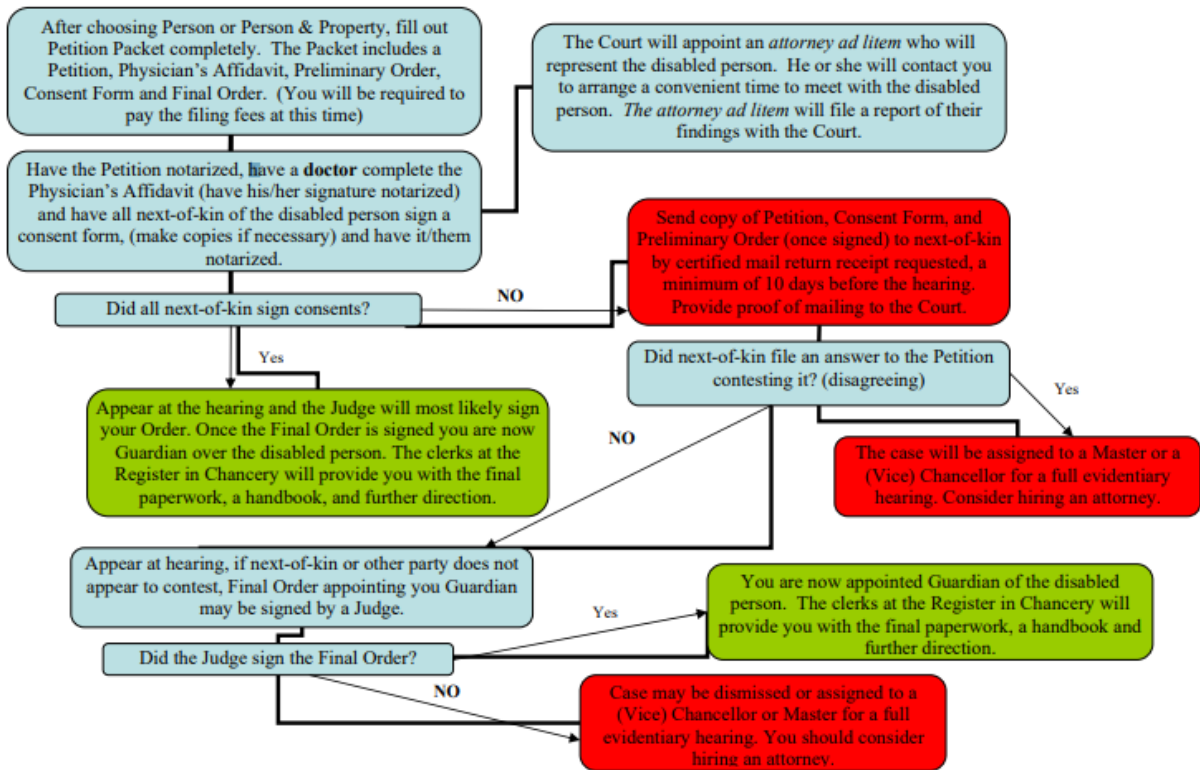 After choosing Person or Person & Property, fill out
Petition Packet completely. The Packet includes a
Petition, Physician's Affidavit, Preliminary Order,
Consent Form and Final Order. (You will be required to
pay the filing fees at this time)
The Court will appoint an attorney ad litem who will
represent the disabled person. He or she will contact you
to arrange a convenient time to meet with the disabled
person. The attorney ad litem will file a report of their
findings with the Court.
Have the Petition notarized, have a doctor complete the
Physician's Affidavit (have his/her signature notarized)
and have all next-of-kin of the disabled person sign a
consent form, (make copies if necessary) and have it/them
notarized.
Send copy of Petition, Consent Form, and
Preliminary Order (once signed) to next-of-kin
by certified mail return receipt requested, a
minimum of 10 days before the hearing.
Provide proof of mailing to the Court.
Did all next-of-kin sign consents?
NO
Yes
Did next-of-kin file an answer to the Petition
contesting it? (disagreeing)
Yes
NO
Appear at the hearing and the Judge will most likely sign
your Order. Once the Final Order is signed you are now
Guardian over the disabled person. The clerks at the
Register in Chancery will provide you with the final
paperwork, a handbook, and further direction.
The case will be assigned to a Master or a
(Vice) Chancellor for a full evidentiary
hearing. Consider hiring an attorney.
Appear at hearing, if next-of-kin or other party does not
appear to contest, Final Order appointing you Guardian
may be signed by a Judge.
Yes
You are now appointed Guardian of the disabled
person. The clerks at the Register in Chancery will
provide you with the final paperwork, a handbook and
further direction.
Did the Judge sign the Final Order?
NO
Case may be dismissed or assigned to a
(Vice) Chancellor or Master for a full
evidentiary hearing. You should consider
hiring an attorney.